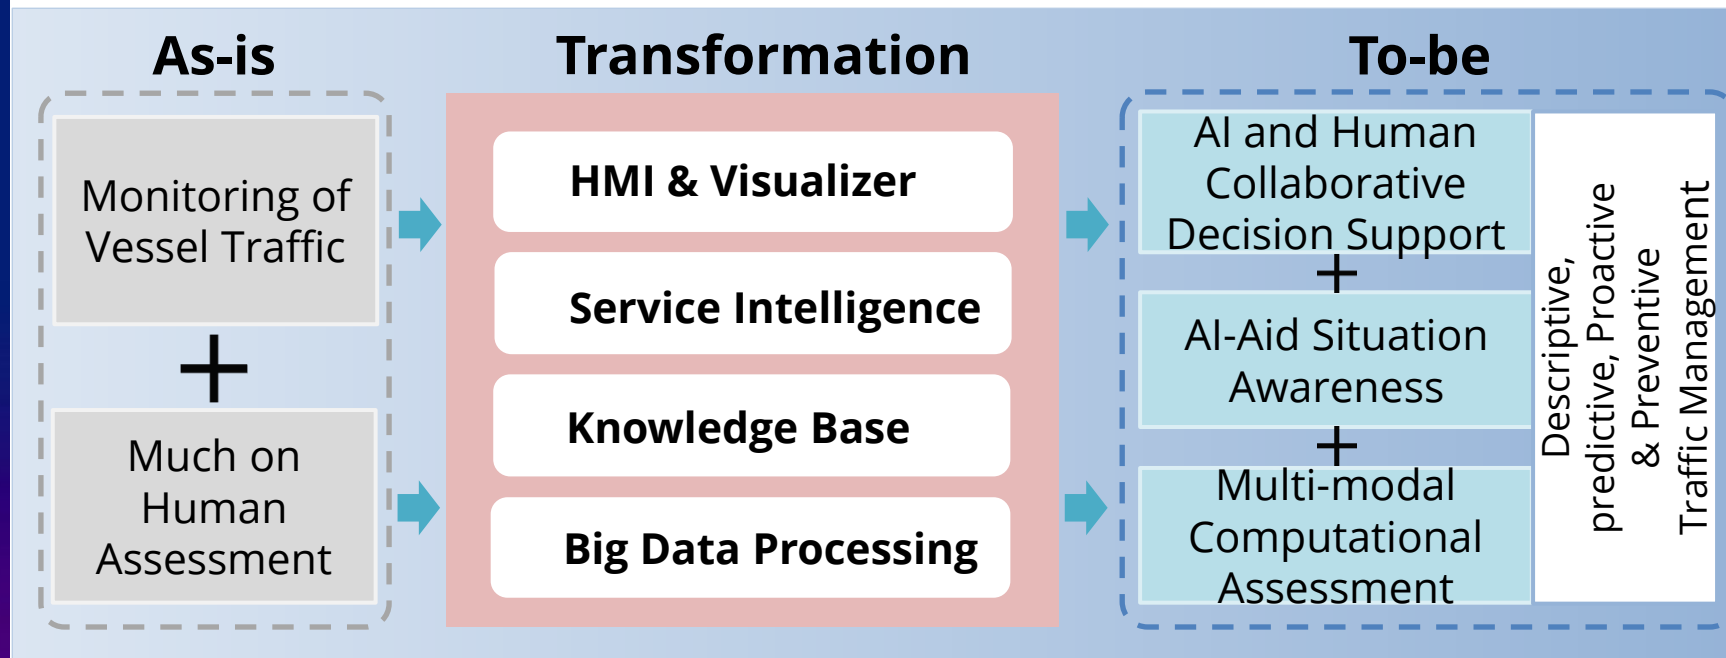 As-is
Monitoring of
Vessel Traffic
+
Much on
Human
Assessment
Transformation
HMI & Visualizer
Service Intelligence
Knowledge Base
Big Data Processing
To-be
AI and Human
Collaborative
Decision Support
+
AI-Aid Situation
Awareness
+
Multi-modal
Computational
Assessment
Descriptive,
predictive, Proactive
& Preventive
Traffic Management